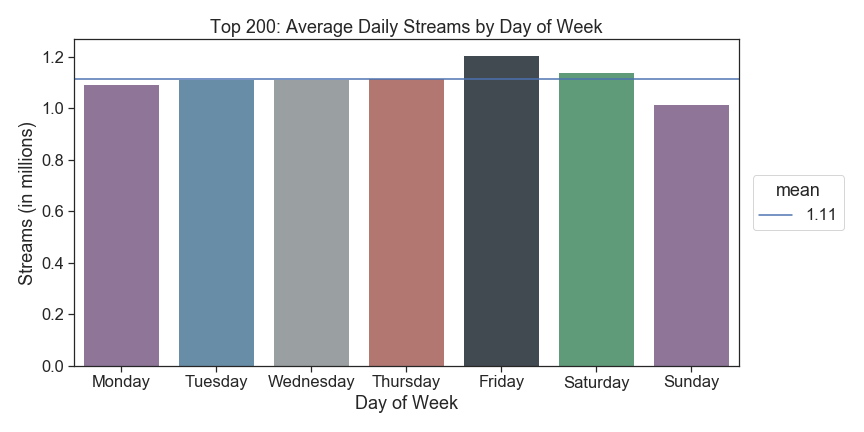 Top 200: Average Daily Streams by Day of Week
Streams (in millions)
1.2
1.0
0.8
0.6
0.4
0.2
0.0
Monday Tuesday Wednesday Thursday Friday Saturday Sunday
Day of Week
mean
1.11